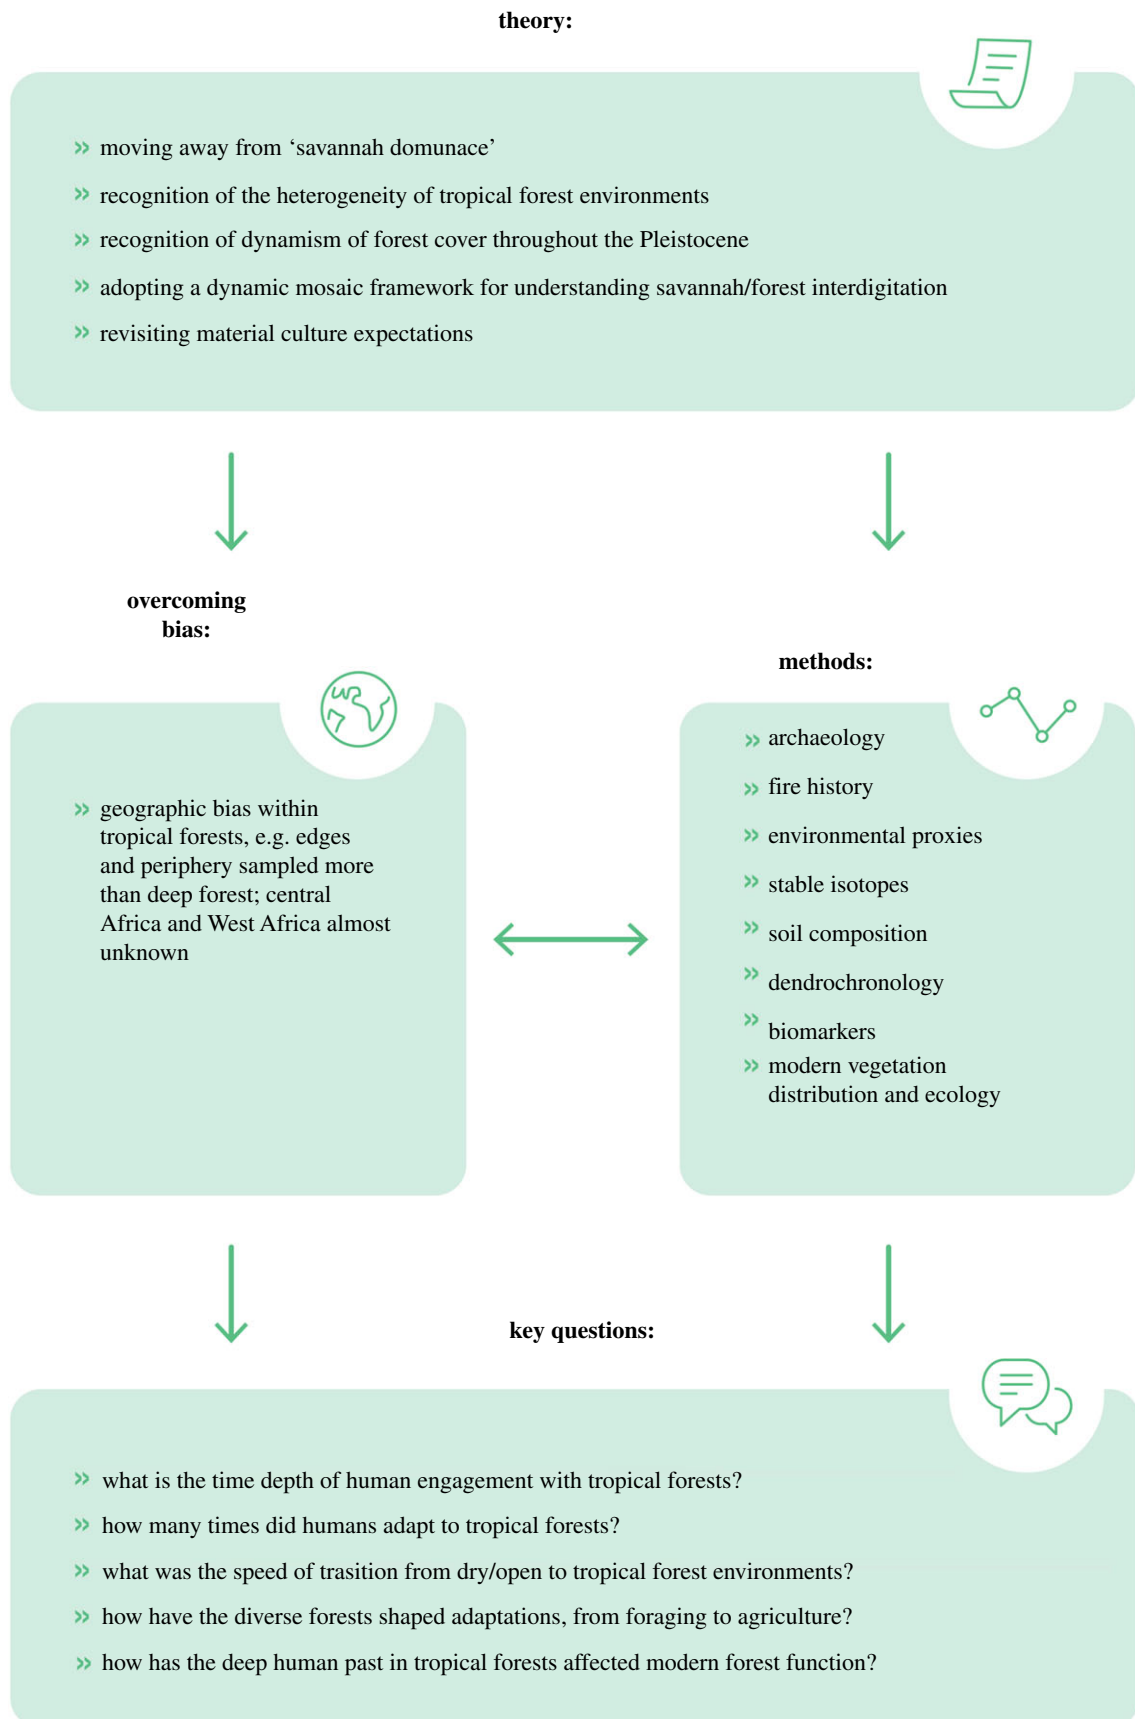 theory:
» moving away from ‘savannah domunace’
» recognition of the heterogeneity of tropical forest environments
» recognition of dynamism of forest cover throughout the Pleistocene
» adopting a dynamic mosaic framework for understanding savannah/forest interdigitation
» revisiting material culture expectations
overcoming
bias:
» geographic bias within
tropical forests, e.g. edges
and periphery sampled more
than deep forest; central
Africa and West Africa almost
unknown
methods:
» archaeology
» fire history
» environmental proxies
» stable isotopes
» soil composition
» dendrochronology
» biomarkers
» modern vegetation
distribution and ecology
key questions:
» what is the time depth of human engagement with tropical forests?
» how many times did humans adapt to tropical forests?
» what was the speed of trasition from dry/open to tropical forest environments?
» how have the diverse forests shaped adaptations, from foraging to agriculture?
» how has the deep human past in tropical forests affected modern forest function?